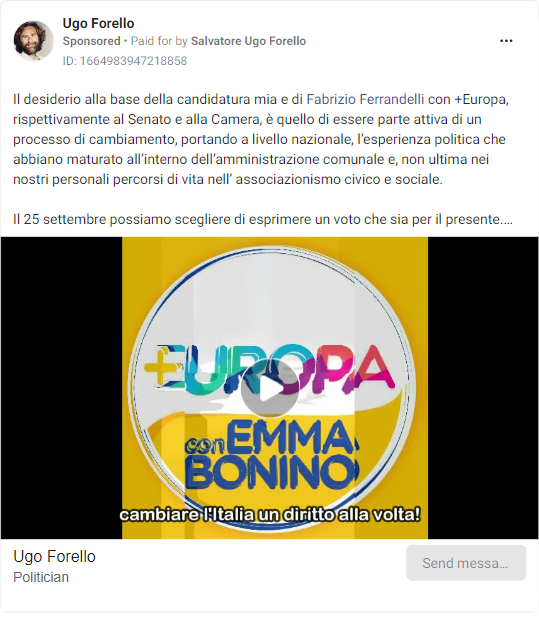 Ugo Forello
Sponsored • Paid for by Salvatore Ugo Forello
ID: 1664983947218858
Il desiderio alla base della candidatura mia e di Fabrizio Ferrandelli con +Europa,
rispettivamente al Senato e alla Camera, è quello di essere parte attiva di un
processo di cambiamento, portando a livello nazionale, l'esperienza politica che
abbiano maturato all'interno dell'amministrazione comunale e, non ultima nei
nostri personali percorsi di vita nell' associazionismo civico e sociale.
Il 25 settembre possiamo scegliere di esprimere un voto che sia per il presente....
+EUROPA
con EMMA
BONINO
cambiare l'Italia un diritto alla volta!
Ugo Forello
Politician
Send messa...